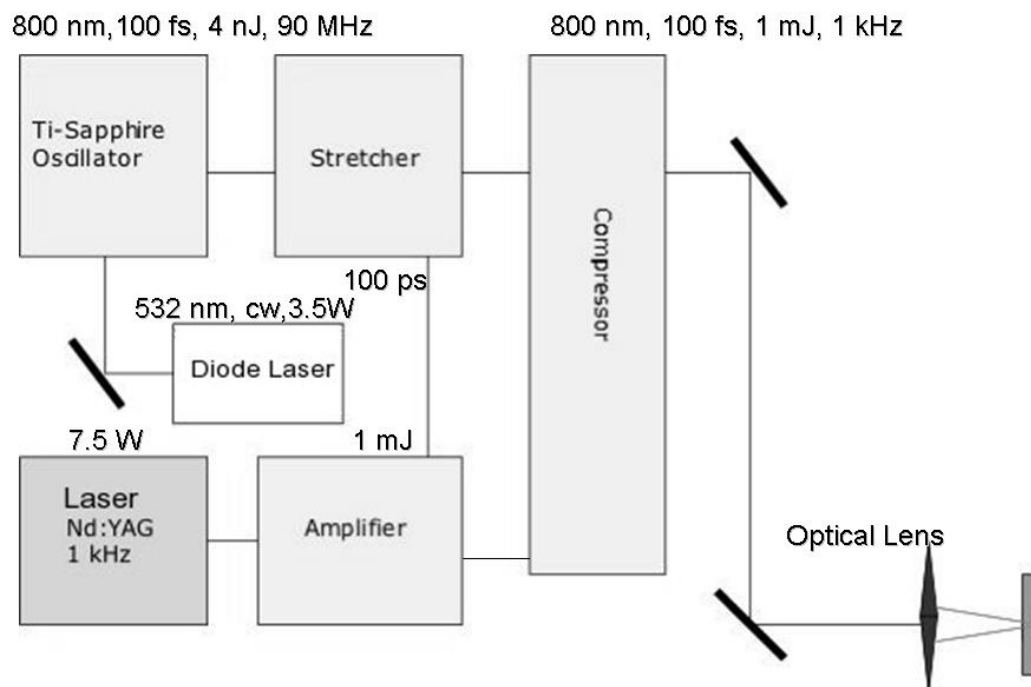 800 nm,100 fs, 4 nJ, 90 MHz
800 nm, 100 fs, 1 mJ, 1 kHz
Ti-Sapphire
Oscillator
Stretcher
Compressor
100 ps
532 nm, cw,3.5W
Diode Laser
7.5 W
1 mJ
Laser
Nd:YAG
1 kHz
Amplifier
Optical Lens